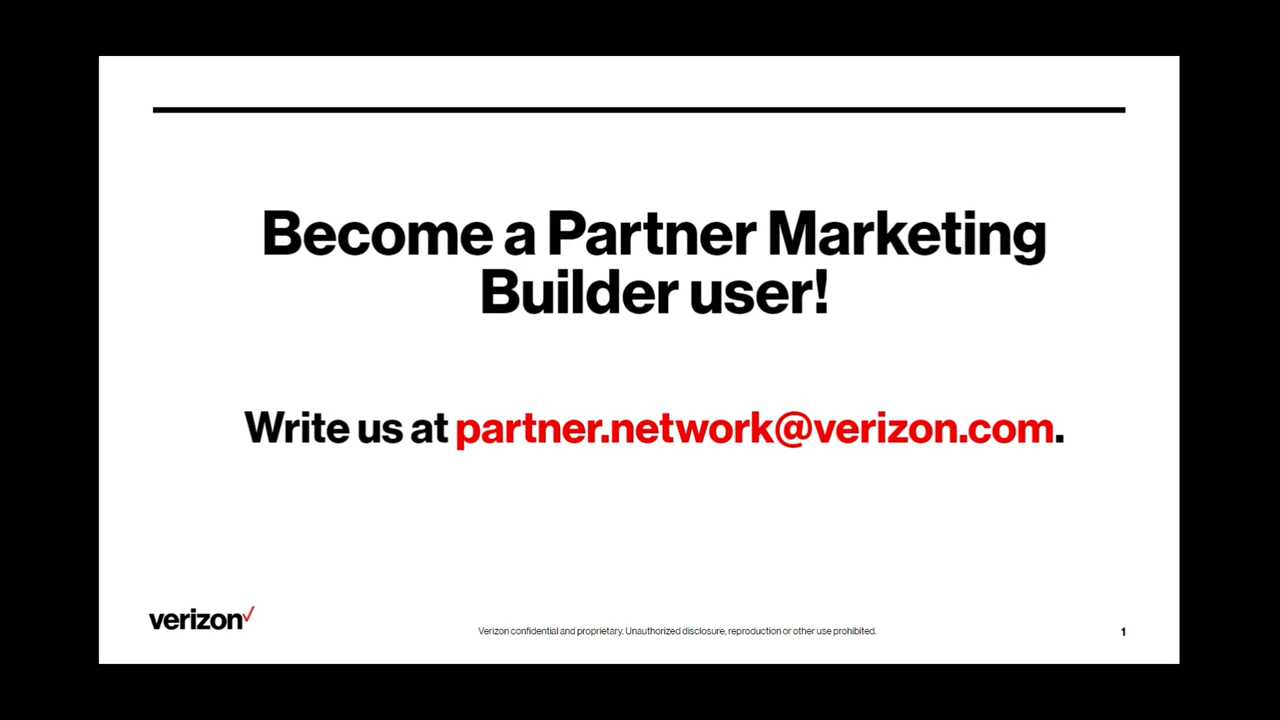 Become a Partner Marketing
Builder user!
Write us at partner.network@verizon.com.
verizon✓
Verizon confidential and proprietary. Unauthorized disclosure, reproduction or other use prohibited.
1